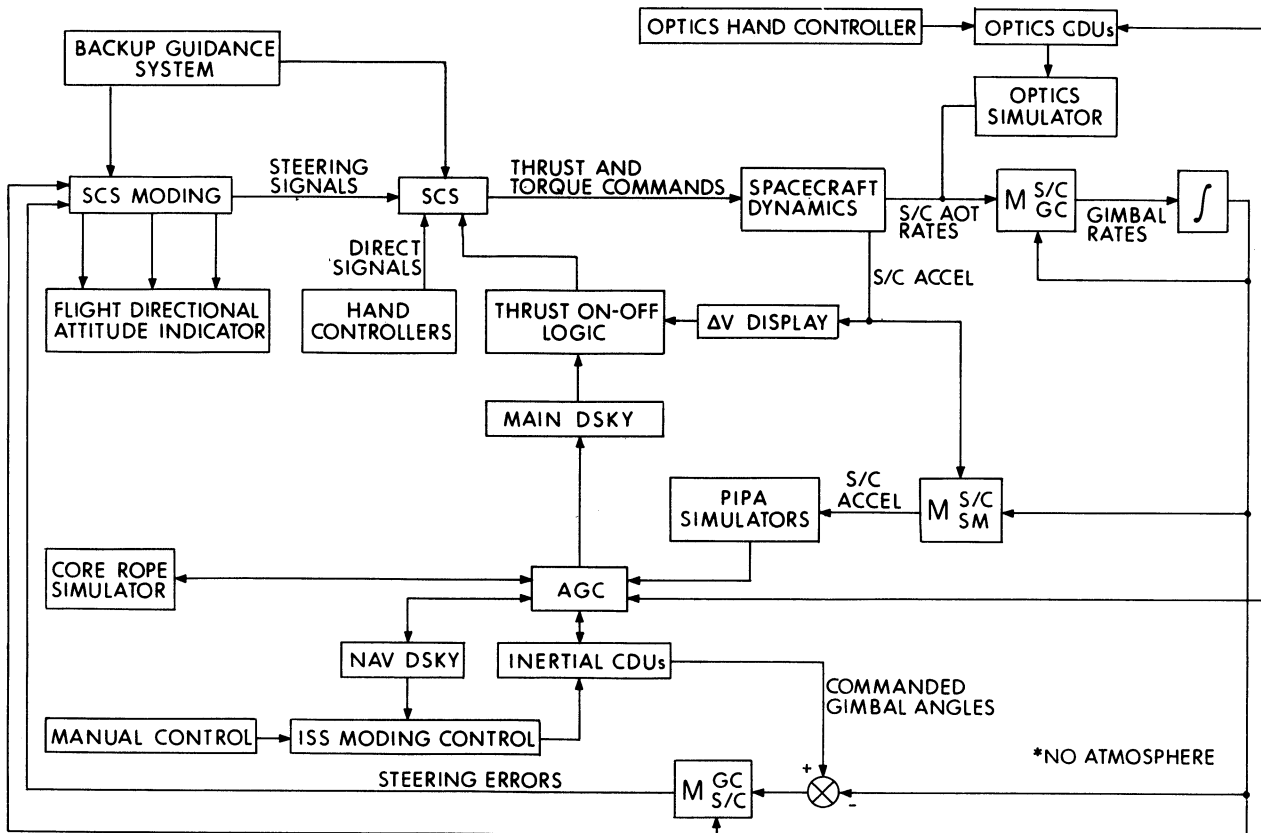 OPTICS HAND CONTROLLER
OPTICS CDUs
BACKUP GUIDANCE
SYSTEM
OPTICS
SIMULATOR
SCS MODING
STEERING
SIGNALS
SCS
THRUST AND
TORQUE COMMANDS
SPACECRAFT
DYNAMICS
S/C AOT
RATES
M S/C
GC
GIMBAL
RATES
∫
DIRECT
SIGNALS
S/C ACCEL
FLIGHT DIRECTIONAL
ATTITUDE INDICATOR
HAND
CONTROLLERS
THRUST ON-OFF
LOGIC
ΔV DISPLAY
MAIN DSKY
PIPA
SIMULATORS
S/C
ACCEL
M S/C
SM
CORE ROPE
SIMULATOR
AGC
NAV DSKY
INERTIAL CDUs
COMMANDED
GIMBAL ANGLES
MANUAL CONTROL
ISS MODING CONTROL
*NO ATMOSPHERE
STEERING ERRORS
M GC
S/C
+
-